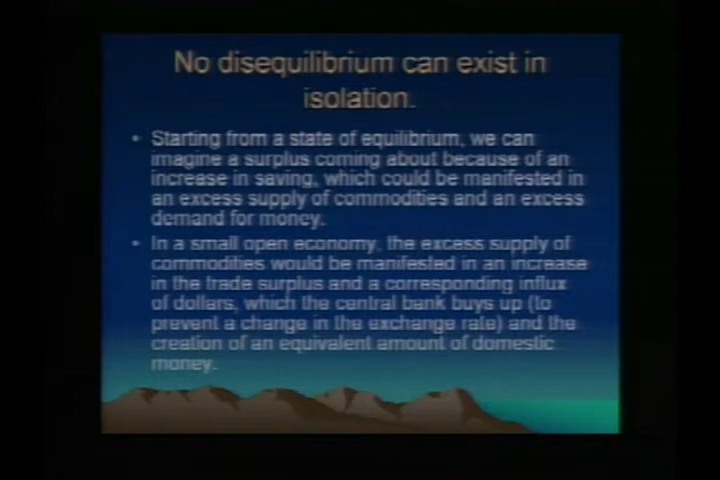 No disequilibrium can exist in
isolation.
• Starting from a state of equilibrium, we can
imagine a surplus coming about because of an
increase in saving, which could be manifested in
an excess supply of commodities and an excess
demand for money.
• In a small open economy, the excess supply of
commodities would be manifested in an increase
in the trade surplus and a corresponding influx
of dollars, which the central bank buys up (to
prevent a change in the exchange rate) and the
creation of an equivalent amount of domestic
money.